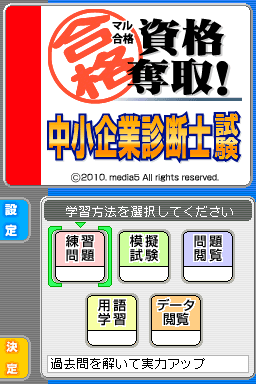 マル
合格
合格
資格
奪取!
中小企業診断士
試験
©2010. media5 All rights reserved.
学習方法を選択してください
設定
練習
問題
模擬
試験
問題
閲覧
用語
学習
データ
閲覧
決定
過去問を解いて実力アップ